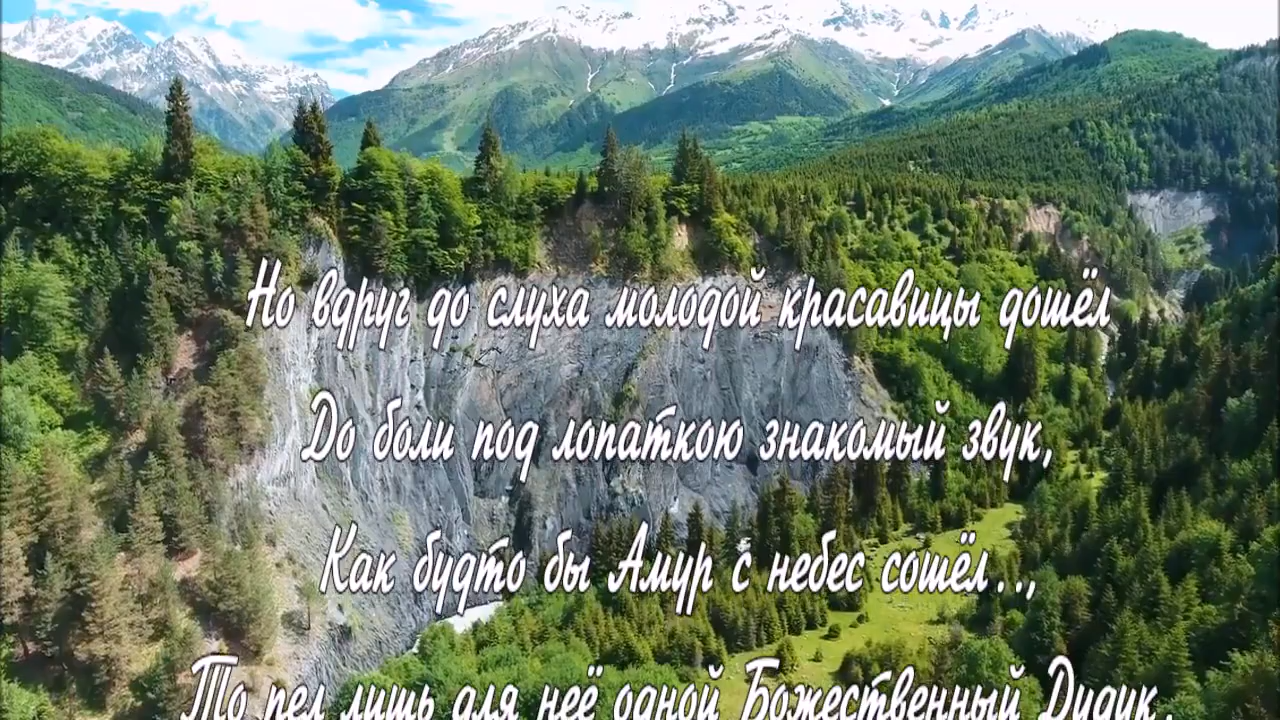 Но вдруг до слуха молодой красавицы дошёл
До боли под лопаткою знакомый звук,
Как будто бы Амур с небес сошёл..,
То пел лишь для неё одной Божественный Дудук.